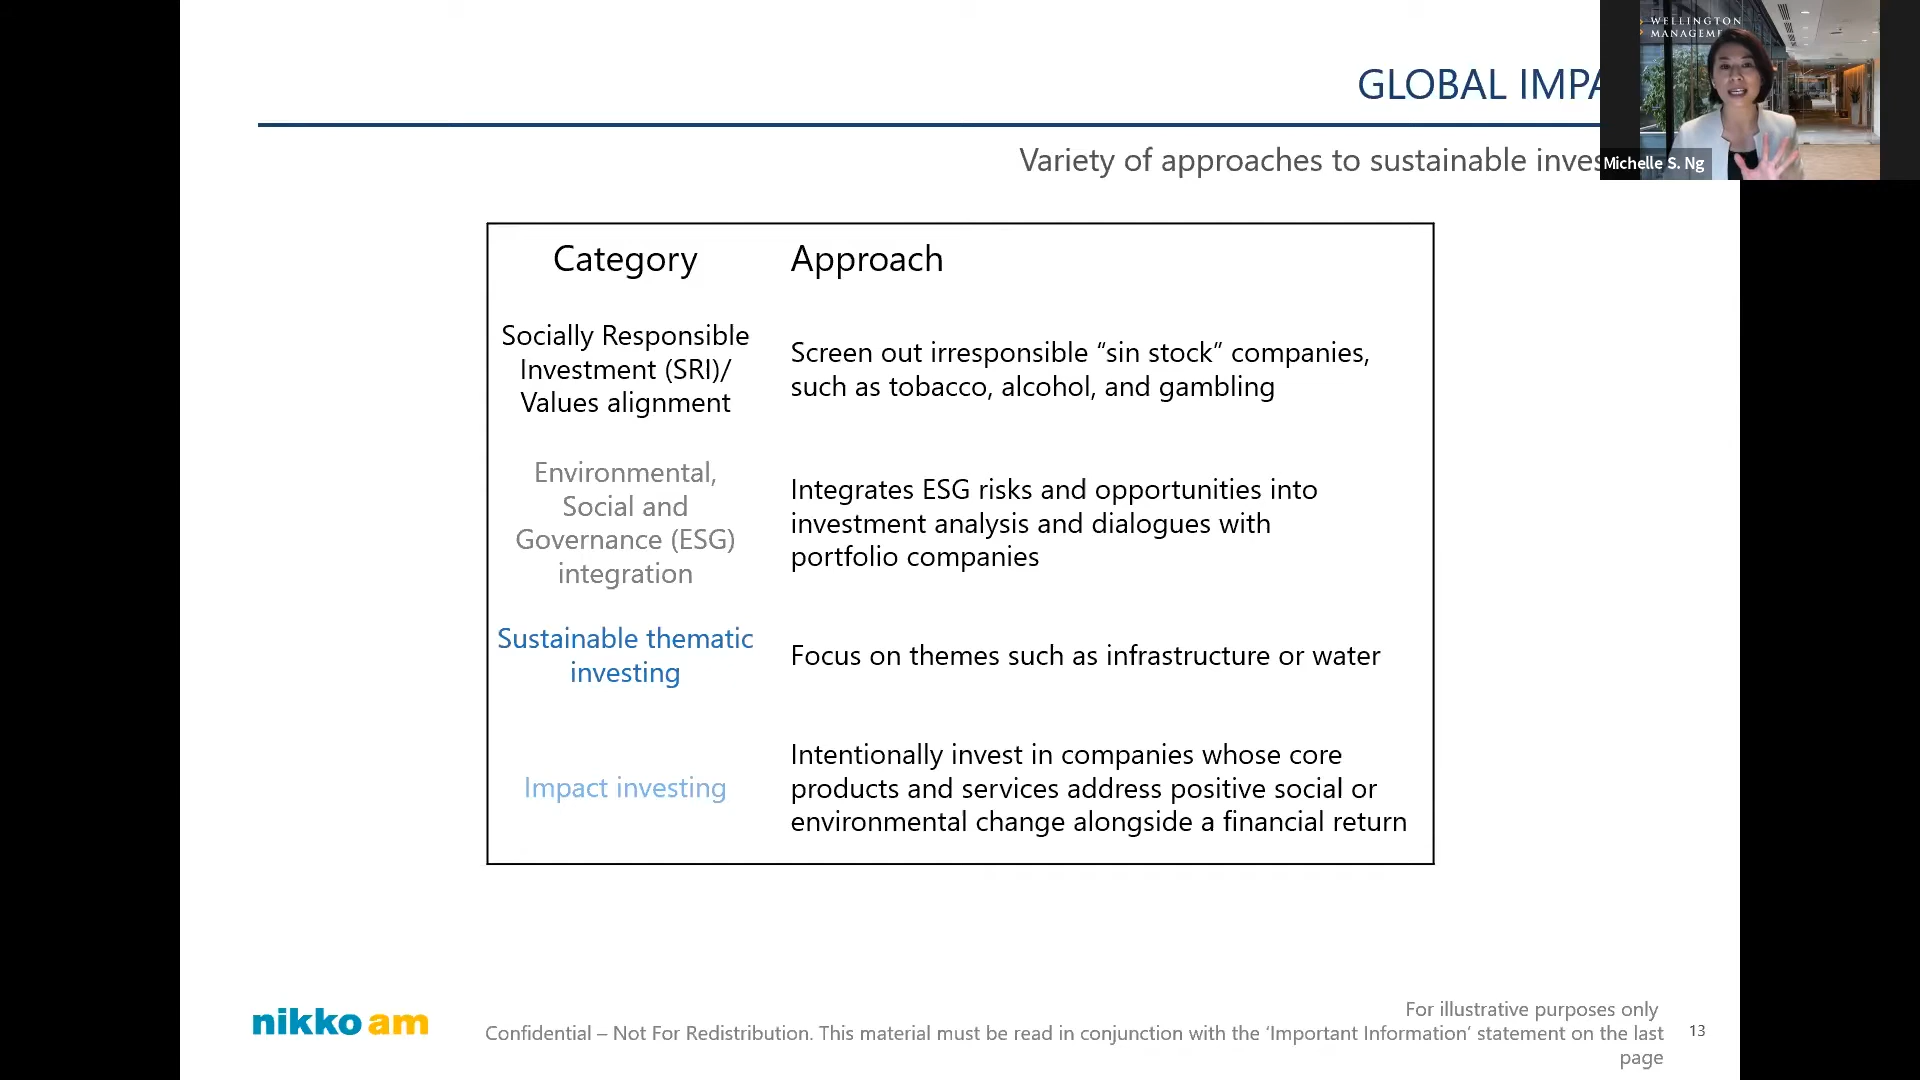 WELLINGTON
MANAGEME
GLOBAL IMPA
Variety of approaches to sustainable inves
Michelle S. Ng
Category
Approach
Socially Responsible
Investment (SRI)/
Values alignment
Screen out irresponsible “sin stock” companies,
such as tobacco, alcohol, and gambling
Environmental,
Social and
Governance (ESG)
integration
Integrates ESG risks and opportunities into
investment analysis and dialogues with
portfolio companies
Sustainable thematic
investing
Focus on themes such as infrastructure or water
Impact investing
Intentionally invest in companies whose core
products and services address positive social or
environmental change alongside a financial return
nikko am
For illustrative purposes only
Confidential – Not For Redistribution. This material must be read in conjunction with the ‘Important Information’ statement on the last
page
13